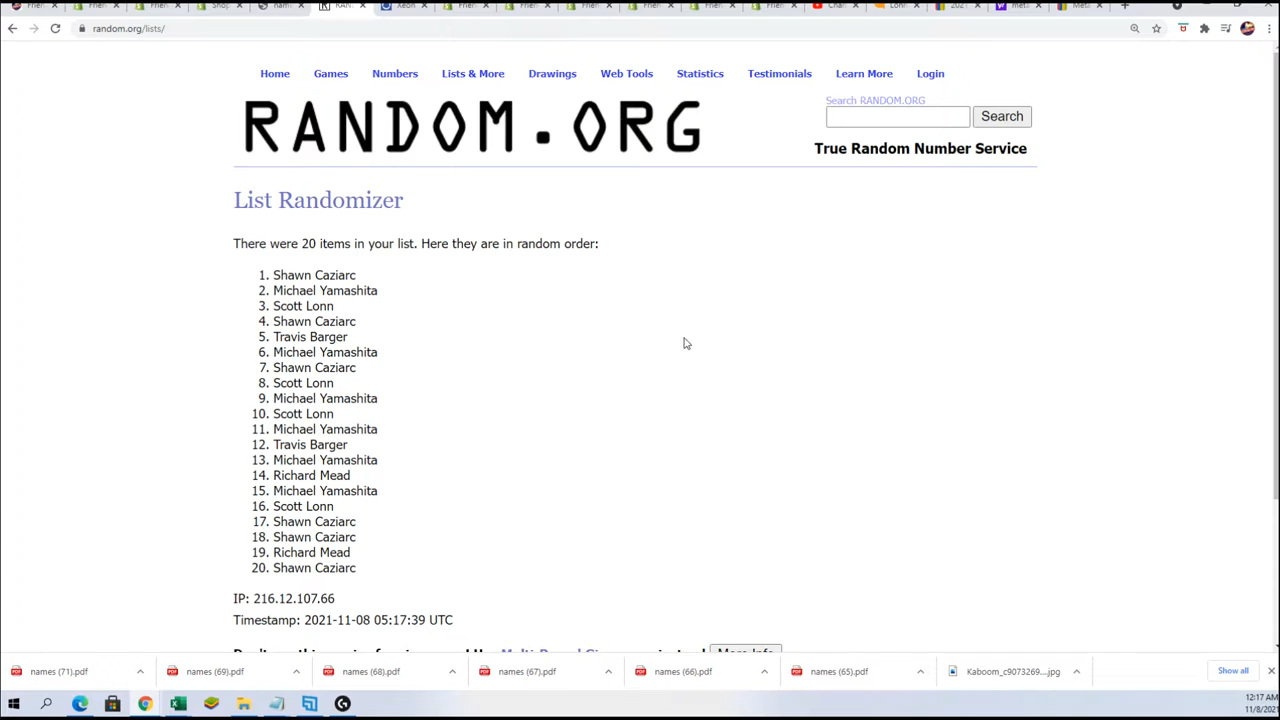 random.org/lists/
Home Games Numbers Lists & More Drawings Web Tools Statistics Testimonials Learn More Login
RANDOM.ORG
Search RANDOM.ORG
Search
True Random Number Service
List Randomizer
There were 20 items in your list. Here they are in random order:
1. Shawn Caziarc
2. Michael Yamashita
3. Scott Lonn
4. Shawn Caziarc
5. Travis Barger
6. Michael Yamashita
7. Shawn Caziarc
8. Scott Lonn
9. Michael Yamashita
10. Scott Lonn
11. Michael Yamashita
12. Travis Barger
13. Michael Yamashita
14. Richard Mead
15. Michael Yamashita
16. Scott Lonn
17. Shawn Caziarc
18. Shawn Caziarc
19. Richard Mead
20. Shawn Caziarc
IP: 216.12.107.66
Timestamp: 2021-11-08 05:17:39 UTC
names (71).pdf names (69).pdf names (68).pdf names (67).pdf names (66).pdf names (65).pdf Kaboom_c9073269....jpg Show all
12:17 AM
11/8/2021